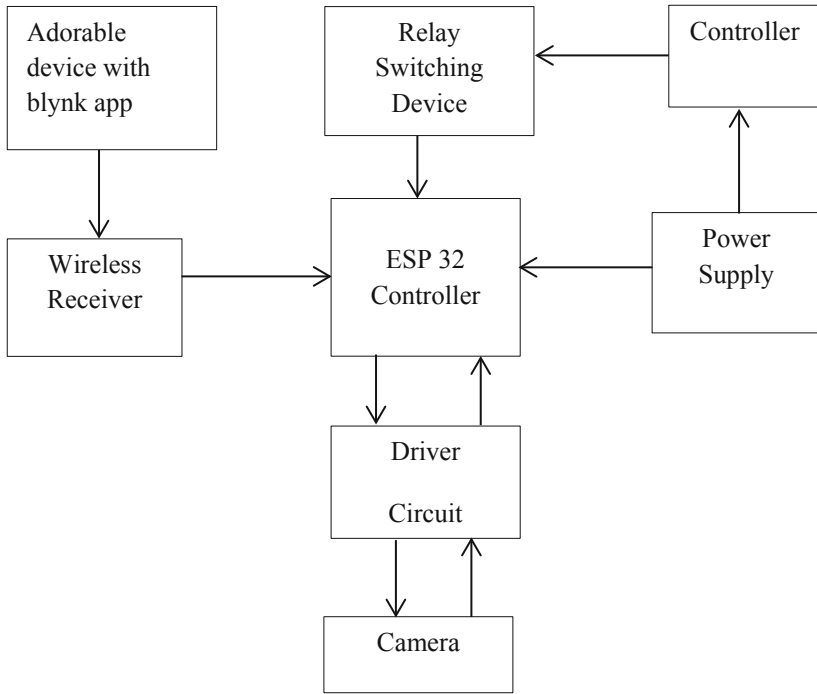 Adorable
device with
blynk app
Relay
Switching
Device
Controller
Wireless
Receiver
ESP 32
Controller
Power
Supply
Driver
Circuit
Camera